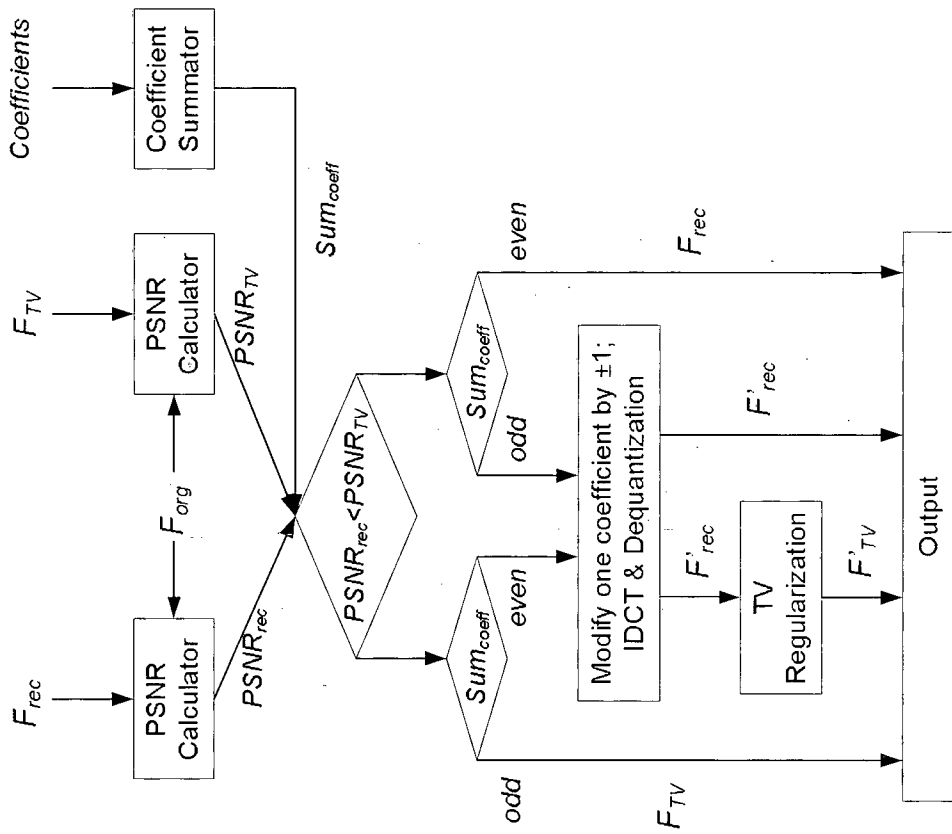 F_rec
F_TV
Coefficients
PSNR
Calculator
F_org
PSNR
Calculator
Coefficient
Summator
PSNR_rec
PSNR_TV
Sum_coeff
PSNR_rec<PSNR_TV
Sum_coeff
Sum_coeff
odd
even
odd
even
Modify one coefficient by ±1;
IDCT & Dequantization
F_TV
F'_rec
F'_rec
F_rec
TV
Regularization
F'_TV
Output